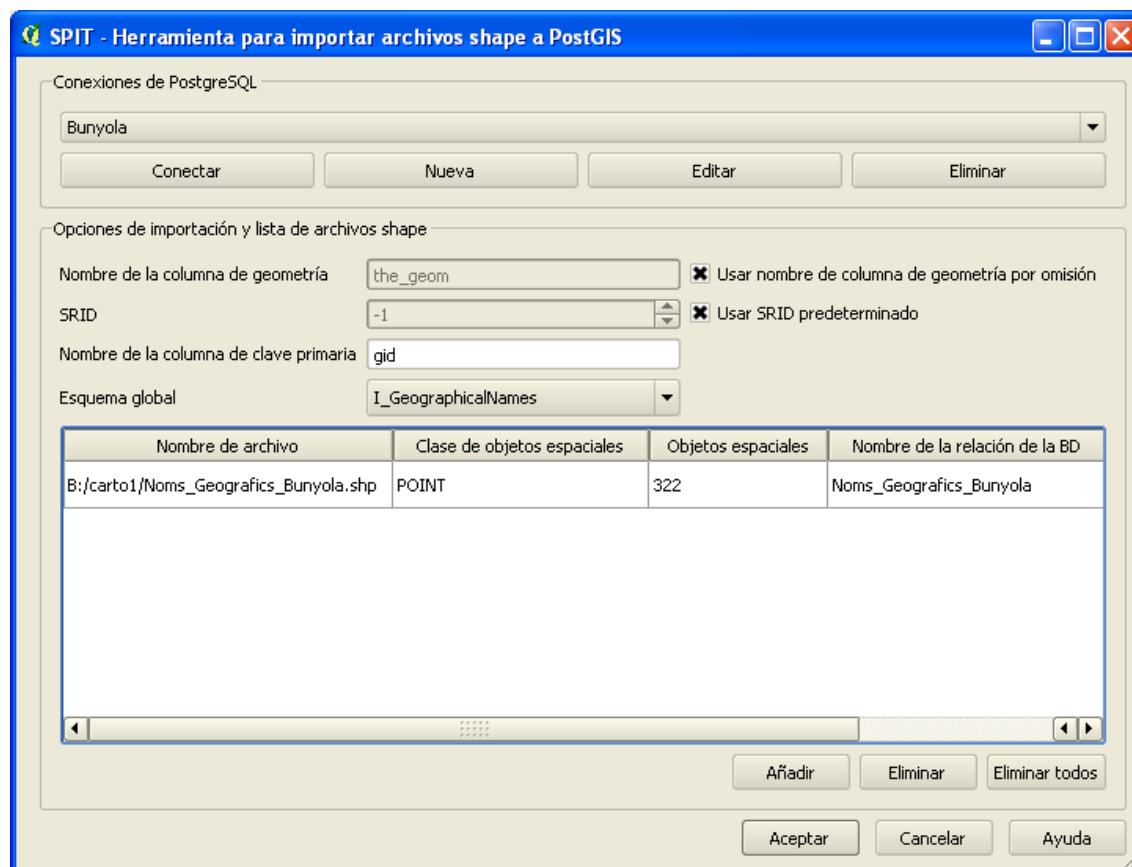 SPIT - Herramienta para importar archivos shape a PostGIS
Conexiones de PostgreSQL
Bunyola
Conectar Nueva Editar Eliminar
Opciones de importación y lista de archivos shape
Nombre de la columna de geometría the_geom Usar nombre de columna de geometría por omisión
SRID -1 Usar SRID predeterminado
Nombre de la columna de clave primaria gid
Esquema global I_GeographicalNames
Nombre de archivo Clase de objetos espaciales Objetos espaciales Nombre de la relación de la BD
B:/carto1/Noms_Geografics_Bunyola.shp POINT 322 Noms_Geografics_Bunyola
Añadir Eliminar Eliminar todos
Aceptar Cancelar Ayuda